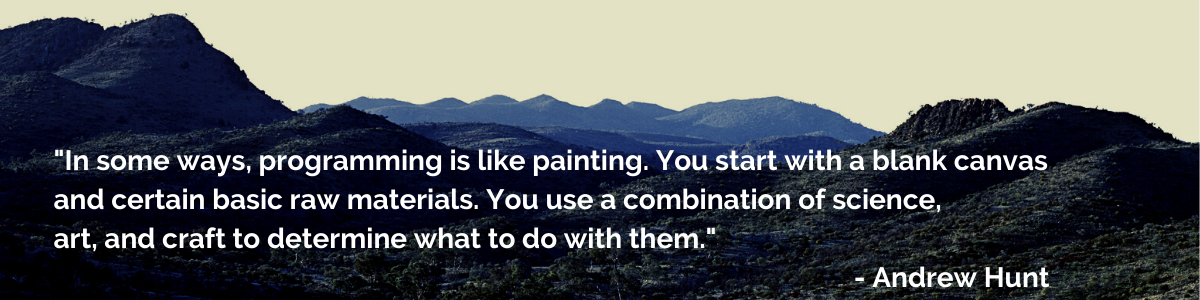 "In some ways, programming is like painting. You start with a blank canvas
and certain basic raw materials. You use a combination of science,
art, and craft to determine what to do with them."
- Andrew Hunt